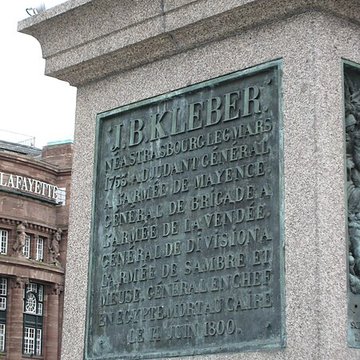 LAFAYETTE
J.B. KLEBER
NE A STRASBOURG LE 9 MARS
1753 ADJUDANT GÉNÉRAL
A L'ARMÉE DE MAYENCE
GÉNÉRAL DE BRIGADE A
L'ARMÉE DE LA VENDÉE
GÉNÉRAL DE DIVISION A
L'ARMÉE DE SAMBRE ET
MEUSE, GÉNÉRAL EN CHEF
EN EGYPTE MORT AU CAIRE
LE 14 JUIN 1800.